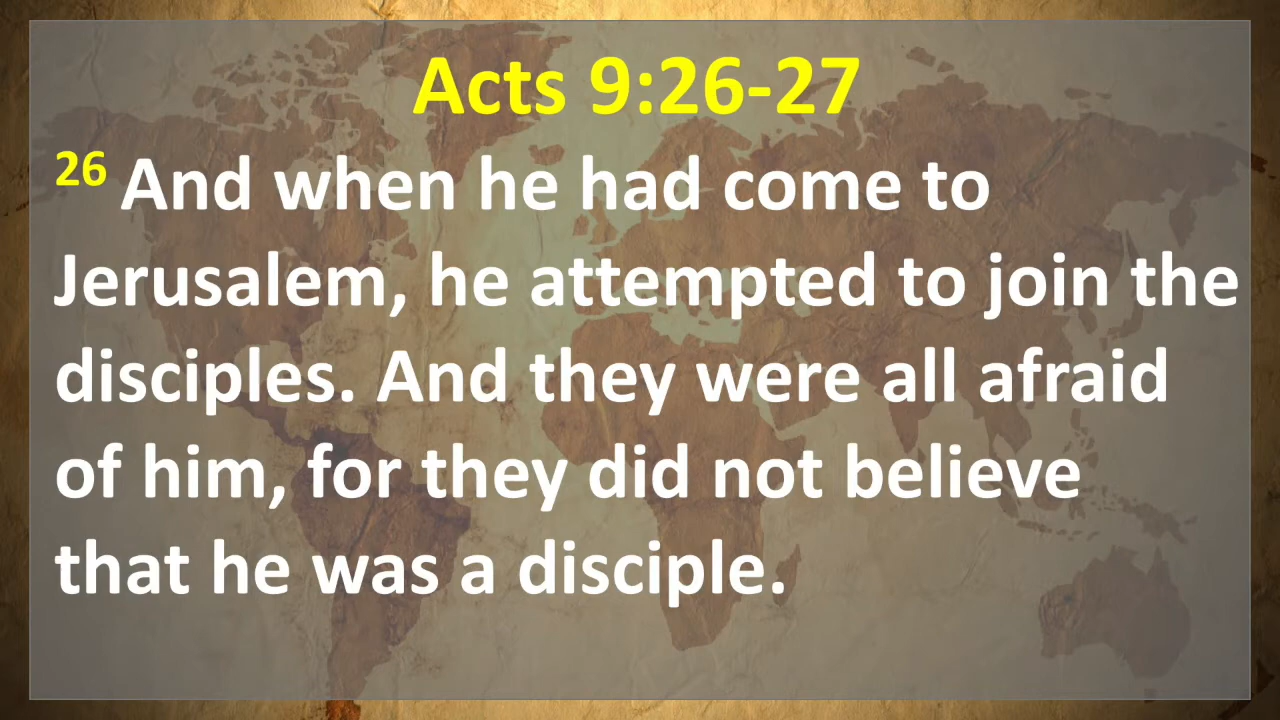 Acts 9:26-27
26 And when he had come to
Jerusalem, he attempted to join the
disciples. And they were all afraid
of him, for they did not believe
that he was a disciple.